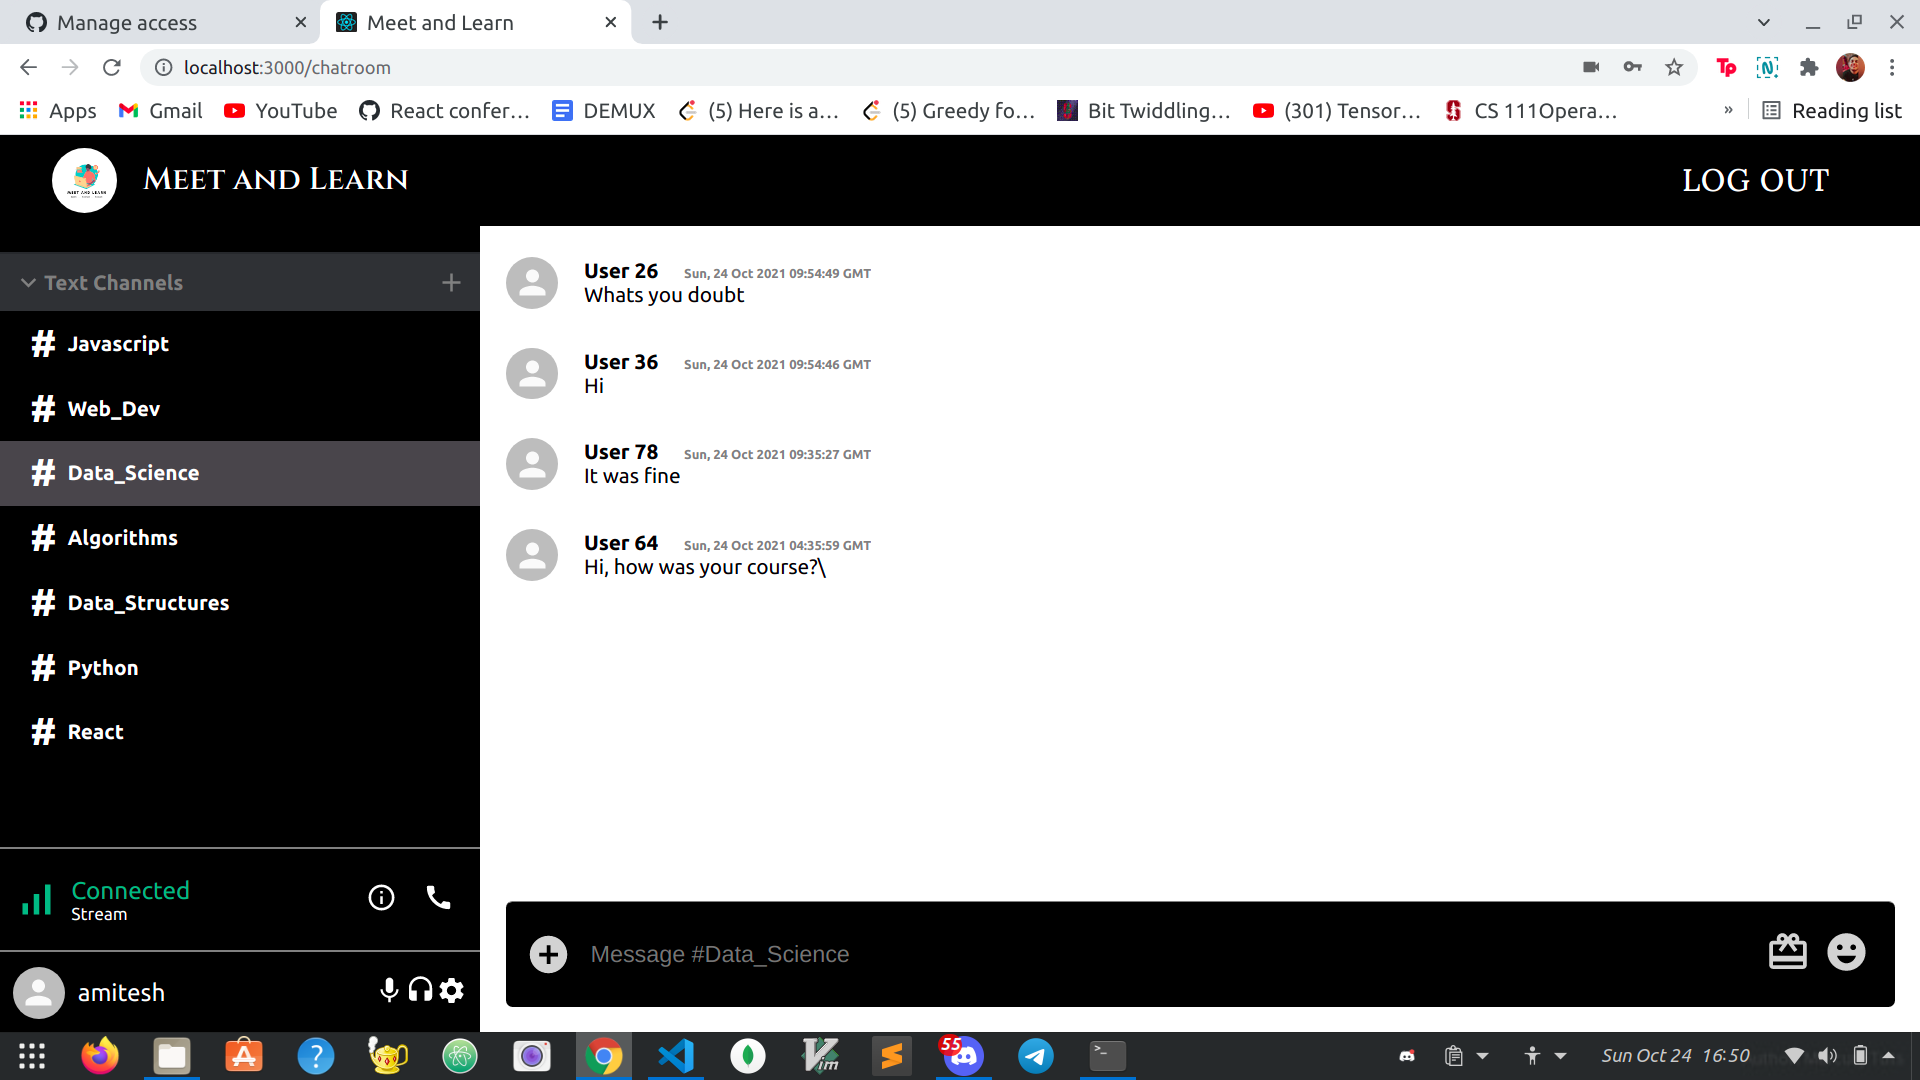 Manage access
Meet and Learn
localhost:3000/chatroom
Apps
Gmail
YouTube
React confer...
DEMUX
(5) Here is a...
(5) Greedy fo...
Bit Twiddling...
(301) Tensor...
CS 111Opera...
»
Reading list
MEET AND LEARN
Meet and Learn
LOG OUT
Text Channels
# Javascript
# Web_Dev
# Data_Science
# Algorithms
# Data_Structures
# Python
# React
Connected
Stream
amitesh
User 26 Sun, 24 Oct 2021 09:54:49 GMT
Whats you doubt
User 36 Sun, 24 Oct 2021 09:54:46 GMT
Hi
User 78 Sun, 24 Oct 2021 09:35:27 GMT
It was fine
User 64 Sun, 24 Oct 2021 04:35:59 GMT
Hi, how was your course?\
Message #Data_Science
55
Sun Oct 24 16:50